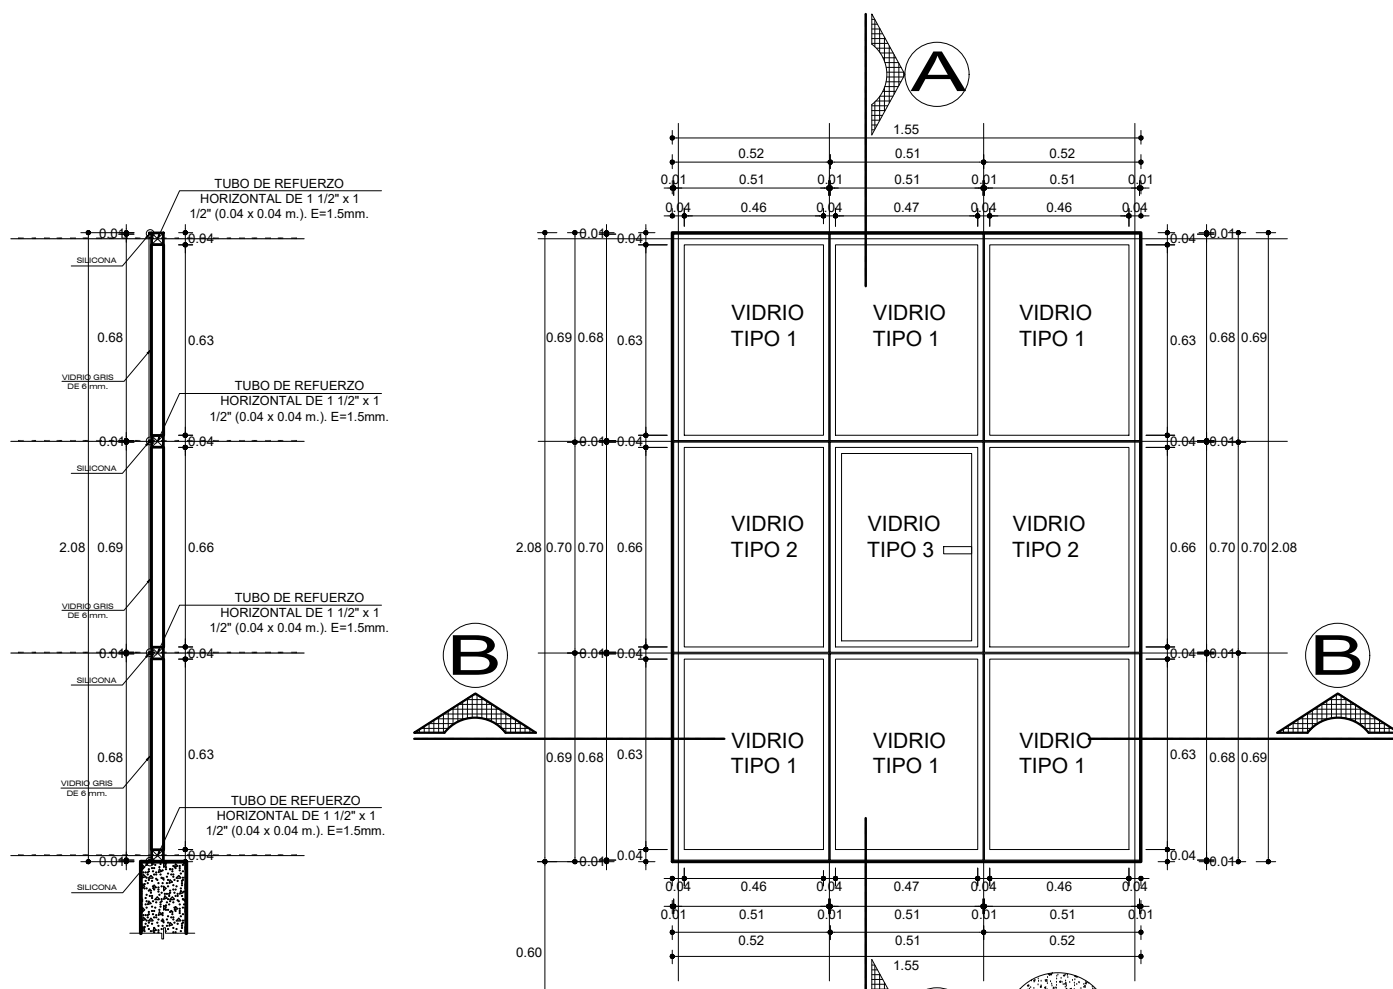 A
1.55
0.52 0.51 0.52
0.01 0.51 0.01 0.51 0.01 0.51 0.01
0.04 0.46 0.04 0.47 0.04 0.46 0.04
TUBO DE REFUERZO
HORIZONTAL DE 1 1/2" x 1
1/2" (0.04 x 0.04 m.). E=1.5mm.
0.04 0.04
SILICONA
0.68 0.63
VIDRIO GRIS
DE 6 mm.
TUBO DE REFUERZO
HORIZONTAL DE 1 1/2" x 1
1/2" (0.04 x 0.04 m.). E=1.5mm.
0.04 0.04
SILICONA
2.08 0.69 0.66
VIDRIO GRIS
DE 6 mm.
TUBO DE REFUERZO
HORIZONTAL DE 1 1/2" x 1
1/2" (0.04 x 0.04 m.). E=1.5mm.
0.04 0.04
SILICONA
0.68 0.63
VIDRIO GRIS
DE 6 mm.
TUBO DE REFUERZO
HORIZONTAL DE 1 1/2" x 1
1/2" (0.04 x 0.04 m.). E=1.5mm.
0.04 0.04
SILICONA
0.01 0.04 0.04 0.01
VIDRIO VIDRIO VIDRIO
TIPO 1 TIPO 1 TIPO 1
0.69 0.68 0.63 0.63 0.68 0.69
0.01 0.04 0.04 0.01
VIDRIO VIDRIO VIDRIO
TIPO 2 TIPO 3 TIPO 2
2.08 0.70 0.70 0.66 0.66 0.70 0.70 2.08
B B
0.01 0.04 0.04 0.01
VIDRIO VIDRIO VIDRIO
TIPO 1 TIPO 1 TIPO 1
0.69 0.68 0.63 0.63 0.68 0.69
0.01 0.04 0.04 0.01
0.04 0.46 0.04 0.47 0.04 0.46 0.04
0.01 0.51 0.01 0.51 0.01 0.51 0.01
0.52 0.51 0.52
0.60
1.55